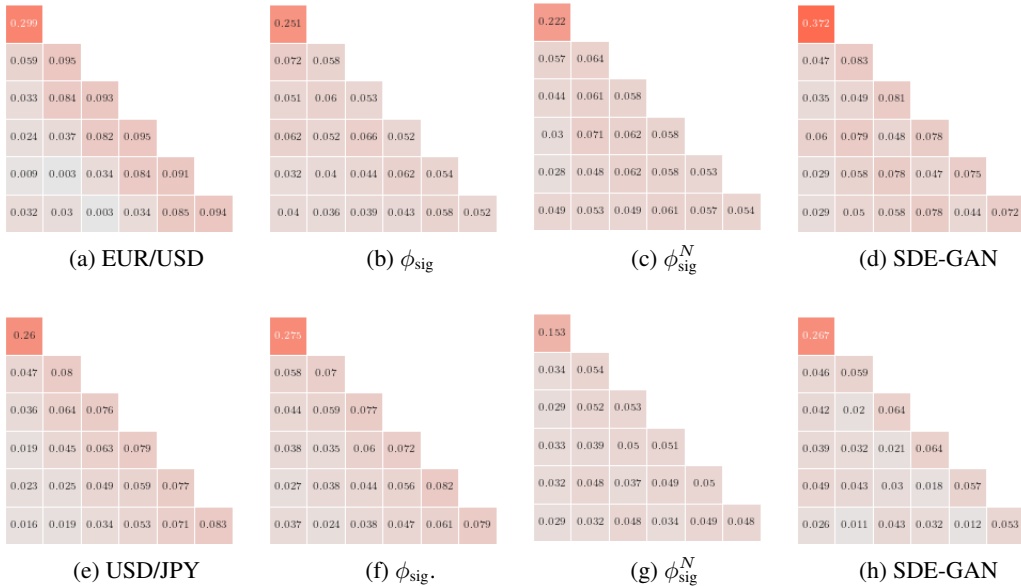 0.299 0.251 0.222 0.372
0.059 0.095 0.072 0.058 0.057 0.064 0.047 0.083
0.033 0.084 0.093 0.051 0.06 0.053 0.044 0.061 0.058 0.035 0.049 0.081
0.024 0.037 0.082 0.095 0.062 0.052 0.066 0.052 0.03 0.071 0.062 0.058 0.06 0.079 0.048 0.078
0.009 0.003 0.034 0.084 0.091 0.032 0.04 0.044 0.062 0.054 0.028 0.048 0.062 0.058 0.053 0.029 0.058 0.078 0.047 0.075
0.032 0.03 0.003 0.034 0.085 0.094 0.04 0.036 0.039 0.043 0.058 0.052 0.049 0.053 0.049 0.061 0.057 0.054 0.029 0.05 0.058 0.078 0.044 0.072
(a) EUR/USD (b) ϕ_sig (c) ϕ_sig^N (d) SDE-GAN
0.26 0.275 0.153 0.267
0.047 0.08 0.058 0.07 0.034 0.054 0.046 0.059
0.036 0.064 0.076 0.044 0.059 0.077 0.029 0.052 0.053 0.042 0.02 0.064
0.019 0.045 0.063 0.079 0.038 0.035 0.06 0.072 0.033 0.039 0.05 0.051 0.039 0.032 0.021 0.064
0.023 0.025 0.049 0.059 0.077 0.027 0.038 0.044 0.056 0.082 0.032 0.048 0.037 0.049 0.05 0.049 0.043 0.03 0.018 0.057
0.016 0.019 0.034 0.053 0.071 0.083 0.037 0.024 0.038 0.047 0.061 0.079 0.029 0.032 0.048 0.034 0.049 0.048 0.026 0.011 0.043 0.032 0.012 0.053
(e) USD/JPY (f) ϕ_sig. (g) ϕ_sig^N (h) SDE-GAN